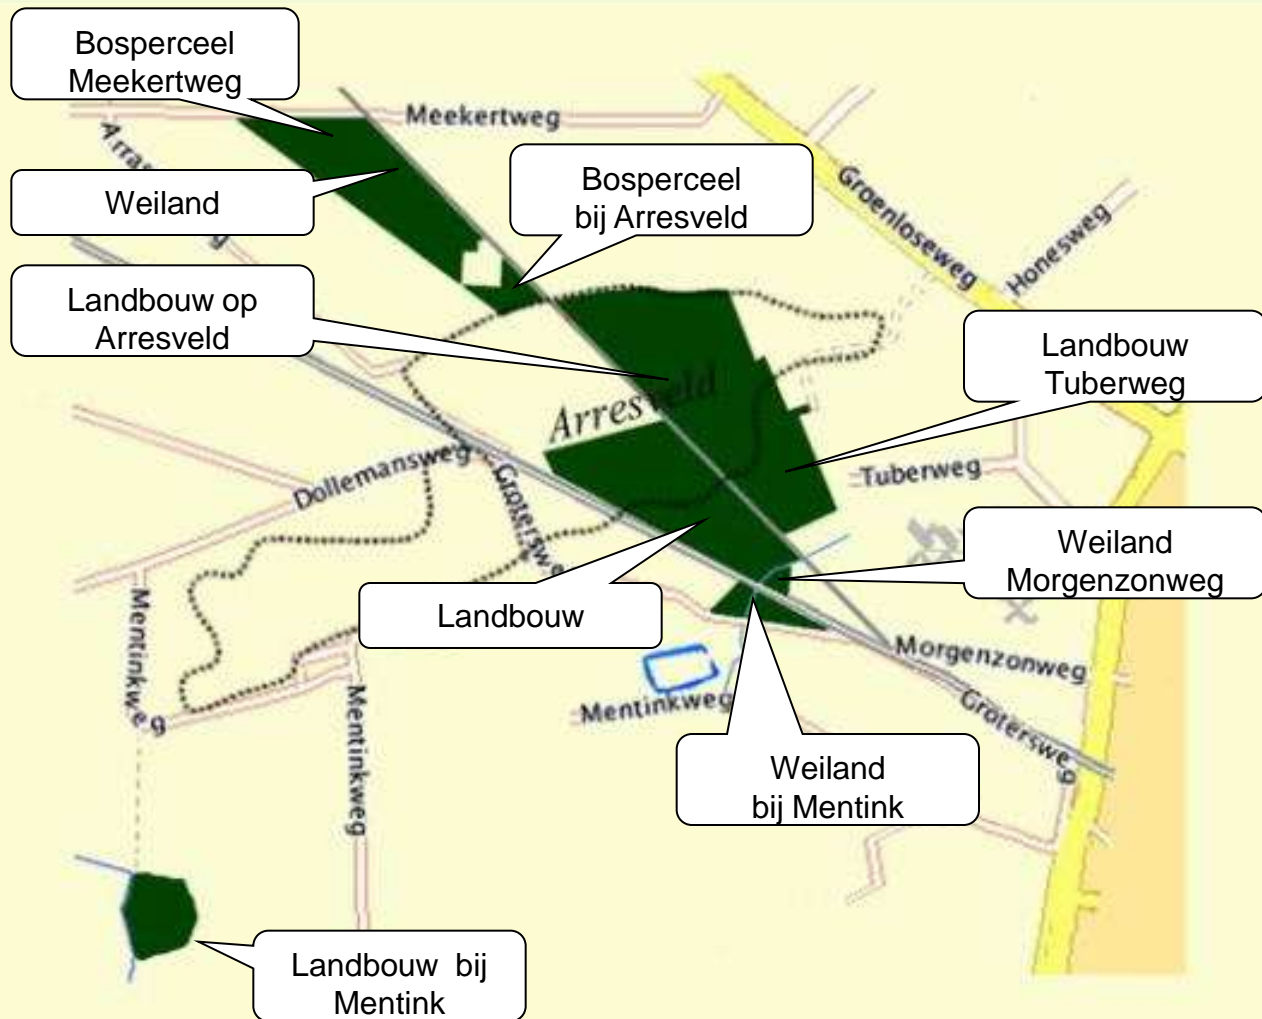 Bosperceel
Meekertweg
Meekertweg
Weiland
Bosperceel
bij Arresveld
Groenloseweg
Honesweg
Landbouw op
Arresveld
Landbouw
Tuberweg
Arresveld
Dollemansweg
Grotersweg
Tuberweg
Weiland
Morgenzonweg
Landbouw
Mentinkweg
Morgenzonweg
Mentinkweg
Mentinkweg
Grotersweg
Weiland
bij Mentink
Landbouw bij
Mentink